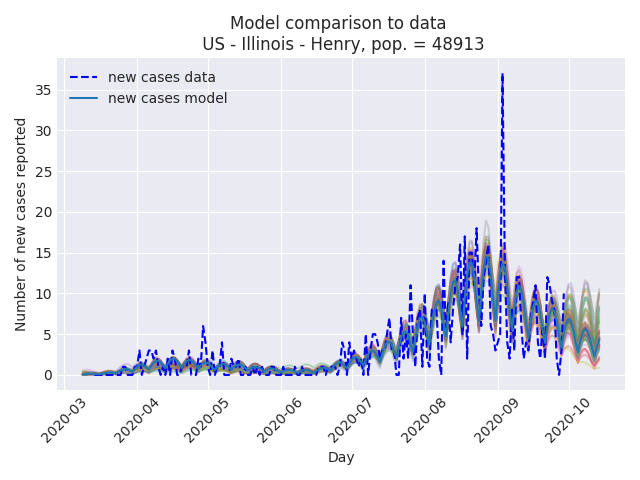 Model comparison to data
US - Illinois - Henry, pop. = 48913
new cases data
new cases model
Number of new cases reported
35
30
25
20
15
10
5
0
2020-03
2020-04
2020-05
2020-06
2020-07
2020-08
2020-09
2020-10
Day